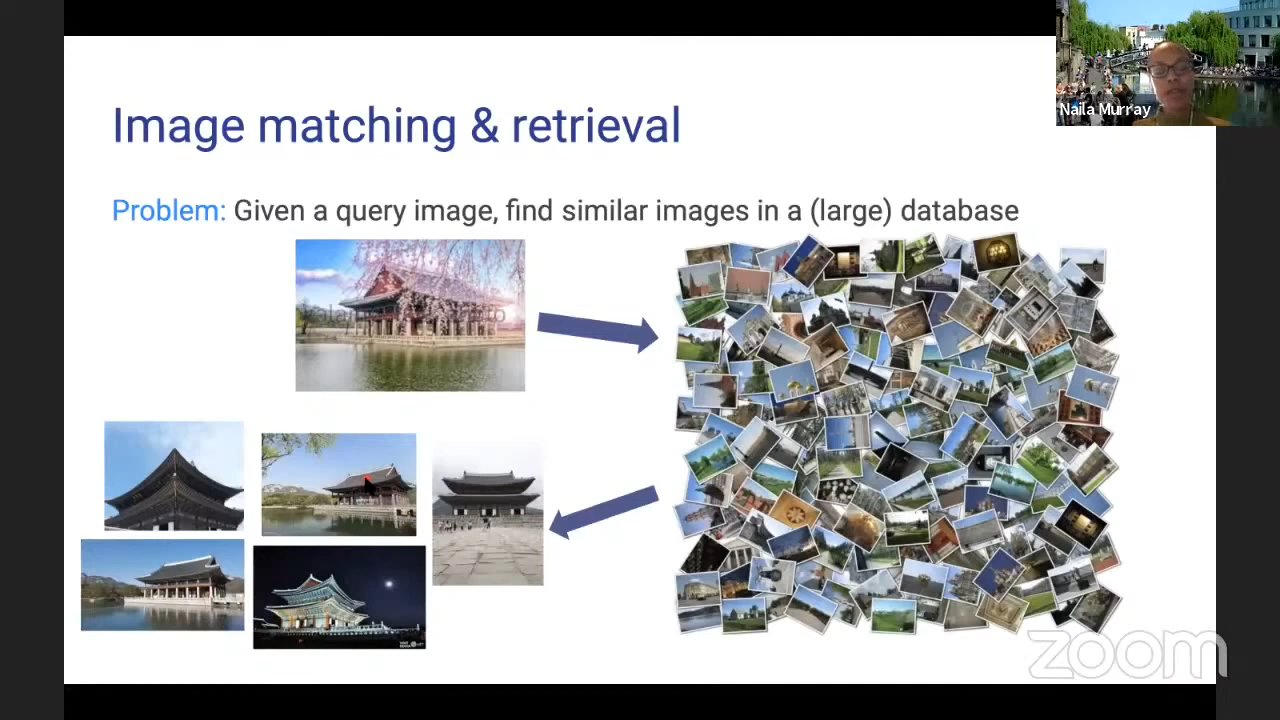 Naila Murray
Image matching & retrieval
Problem: Given a query image, find similar images in a (large) database
zoom